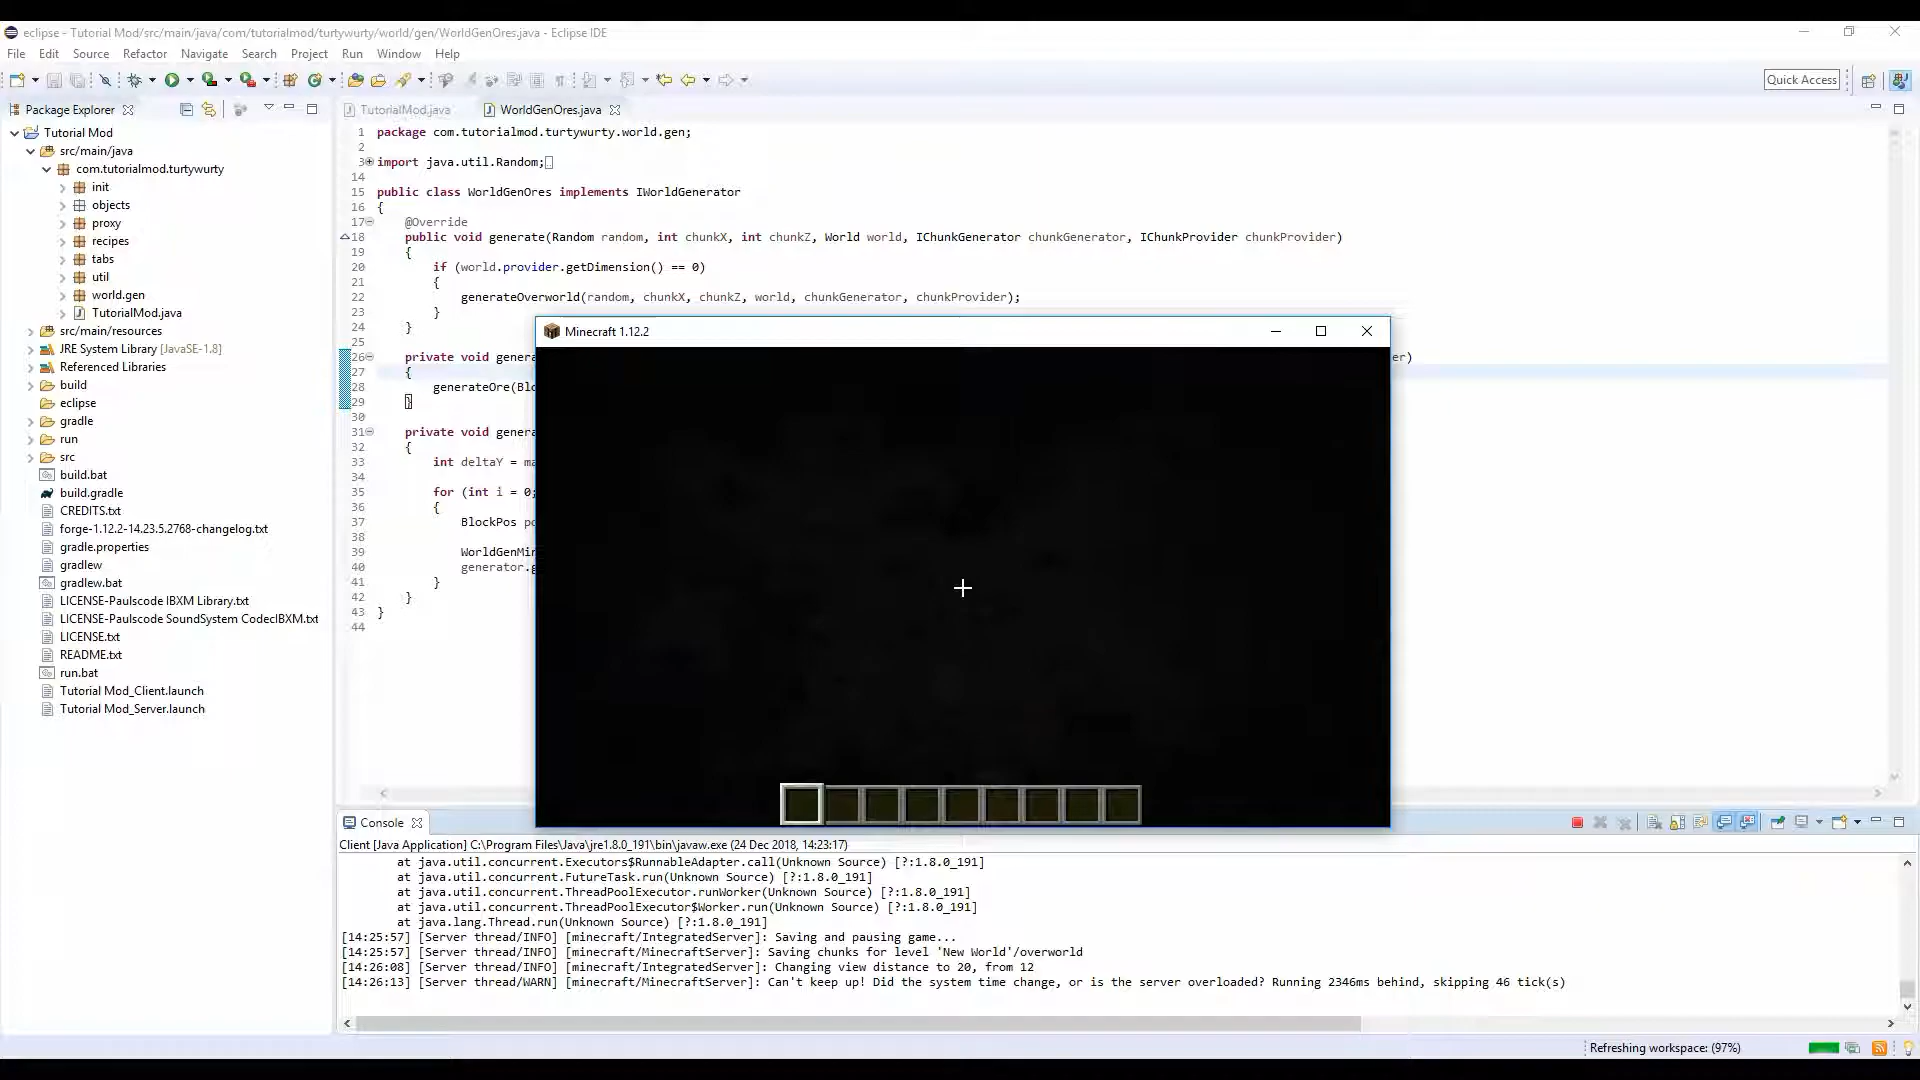 eclipse - Tutorial Mod/src/main/java/com/tutorialmod/turtywurty/world/gen/WorldGenOres.java - Eclipse IDE
File Edit Source Refactor Navigate Search Project Run Window Help
Quick Access
Package Explorer
TutorialMod.java
WorldGenOres.java
Tutorial Mod
src/main/java
com.tutorialmod.turtywurty
init
objects
proxy
recipes
tabs
util
world.gen
TutorialMod.java
src/main/resources
JRE System Library [JavaSE-1.8]
Referenced Libraries
build
eclipse
gradle
run
src
build.bat
build.gradle
CREDITS.txt
forge-1.12.2-14.23.5.2768-changelog.txt
gradle.properties
gradlew
gradlew.bat
LICENSE-Paulscode IBXM Library.txt
LICENSE-Paulscode SoundSystem CodecIBXM.txt
LICENSE.txt
README.txt
run.bat
Tutorial Mod_Client.launch
Tutorial Mod_Server.launch
1 package com.tutorialmod.turtywurty.world.gen;
2
3 import java.util.Random;
14
15 public class WorldGenOres implements IWorldGenerator
16 {
17 @Override
18 public void generate(Random random, int chunkX, int chunkZ, World world, IChunkGenerator chunkGenerator, IChunkProvider chunkProvider)
19 {
20 if (world.provider.getDimension() == 0)
21 {
22 generateOverworld(random, chunkX, chunkZ, world, chunkGenerator, chunkProvider);
23 }
24 }
25
26 private void genera er)
27 {
28 generateOre(Blo
29 }
30
31 private void genera
32 {
33 int deltaY = ma
34
35 for (int i = 0;
36 {
37 BlockPos po
38
39 WorldGenMin
40 generator.g
41 }
42 }
43 }
44
Minecraft 1.12.2
Console
Client [Java Application] C:\Program Files\Java\jre1.8.0_191\bin\javaw.exe (24 Dec 2018, 14:23:17)
at java.util.concurrent.Executors$RunnableAdapter.call(Unknown Source) [?:1.8.0_191]
at java.util.concurrent.FutureTask.run(Unknown Source) [?:1.8.0_191]
at java.util.concurrent.ThreadPoolExecutor.runWorker(Unknown Source) [?:1.8.0_191]
at java.util.concurrent.ThreadPoolExecutor$Worker.run(Unknown Source) [?:1.8.0_191]
at java.lang.Thread.run(Unknown Source) [?:1.8.0_191]
[14:25:57] [Server thread/INFO] [minecraft/IntegratedServer]: Saving and pausing game...
[14:25:57] [Server thread/INFO] [minecraft/MinecraftServer]: Saving chunks for level 'New World'/overworld
[14:26:08] [Server thread/INFO] [minecraft/IntegratedServer]: Changing view distance to 20, from 12
[14:26:13] [Server thread/WARN] [minecraft/MinecraftServer]: Can't keep up! Did the system time change, or is the server overloaded? Running 2346ms behind, skipping 46 tick(s)
Refreshing workspace: (97%)